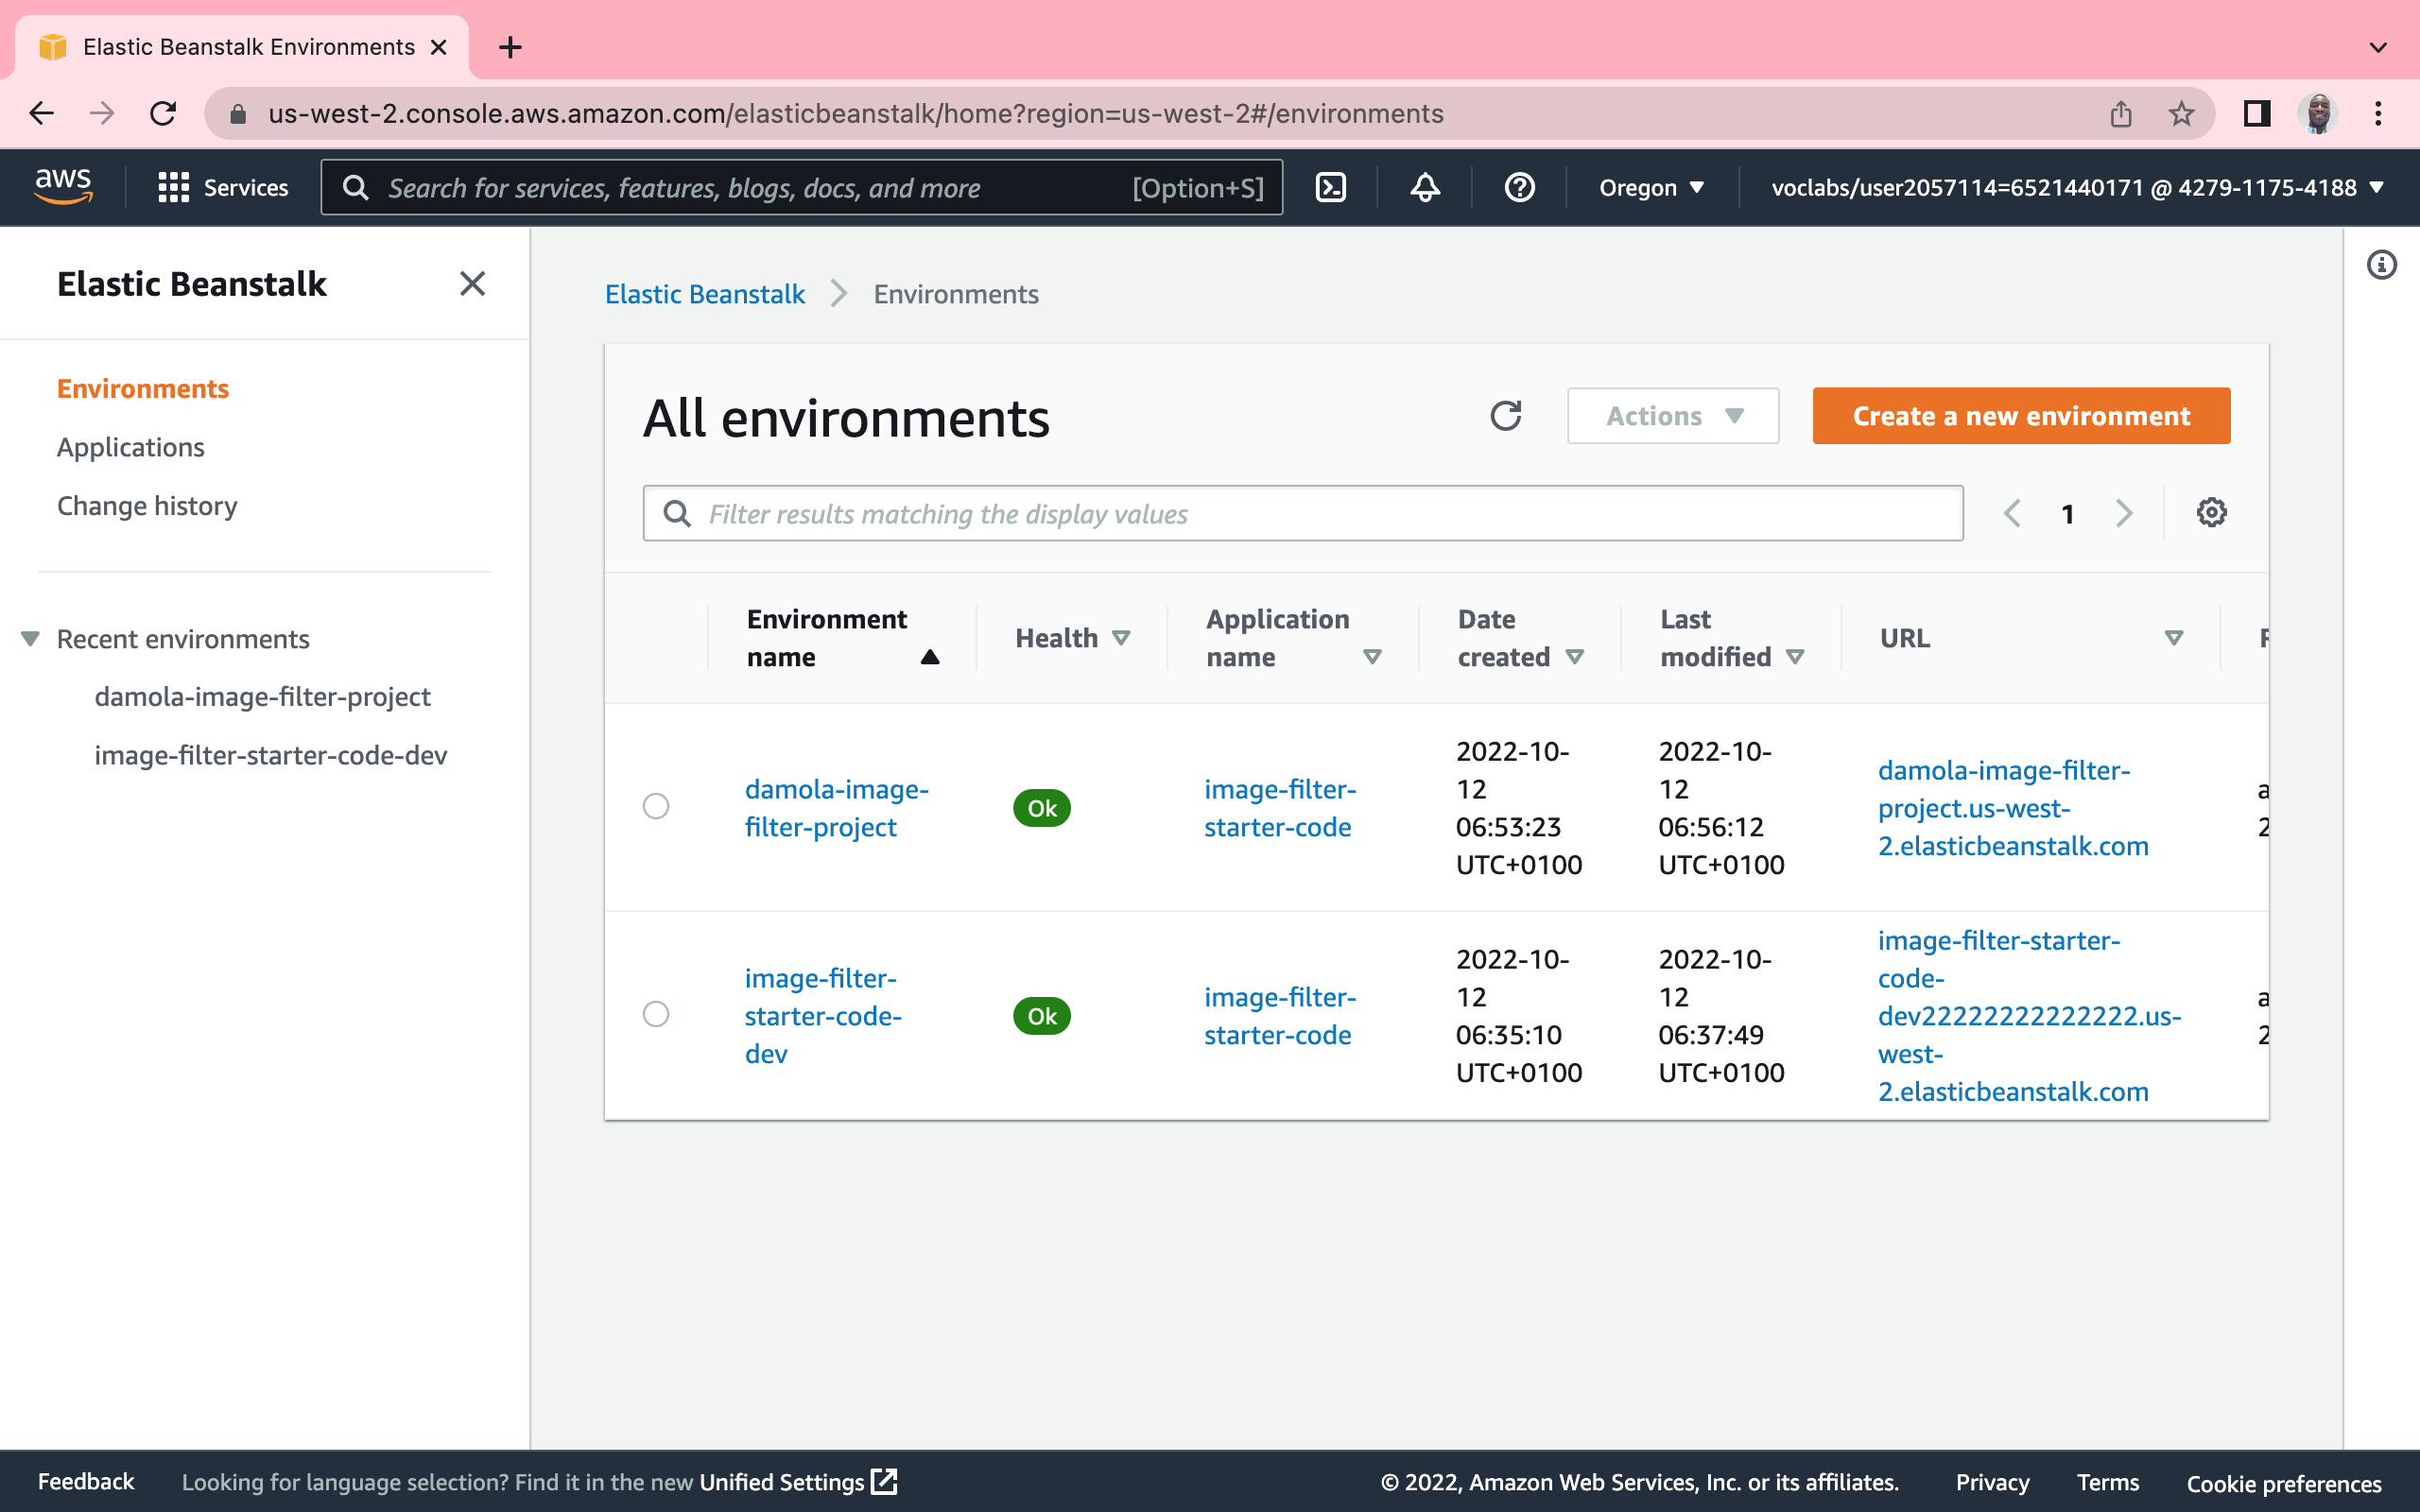 Elastic Beanstalk Environments
us-west-2.console.aws.amazon.com/elasticbeanstalk/home?region=us-west-2#/environments
aws
Services
Search for services, features, blogs, docs, and more
[Option+S]
Oregon
voclabs/user2057114=6521440171 @ 4279-1175-4188
Elastic Beanstalk
Environments
Applications
Change history
Recent environments
damola-image-filter-project
image-filter-starter-code-dev
Elastic Beanstalk
Environments
All environments
Actions
Create a new environment
Filter results matching the display values
1
Environment
name
Health
Application
name
Date
created
Last
modified
URL
damola-image-
filter-project
Ok
image-filter-
starter-code
2022-10-
12
06:53:23
UTC+0100
2022-10-
12
06:56:12
UTC+0100
damola-image-filter-
project.us-west-
2.elasticbeanstalk.com
image-filter-
starter-code-
dev
Ok
image-filter-
starter-code
2022-10-
12
06:35:10
UTC+0100
2022-10-
12
06:37:49
UTC+0100
image-filter-starter-
code-
dev22222222222222.us-
west-
2.elasticbeanstalk.com
Feedback
Looking for language selection? Find it in the new Unified Settings
© 2022, Amazon Web Services, Inc. or its affiliates.
Privacy
Terms
Cookie preferences